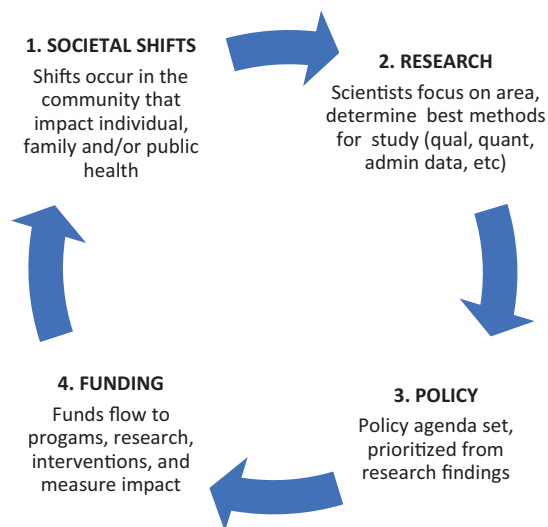 1. SOCIETAL SHIFTS
Shifts occur in the
community that
impact individual,
family and/or public
health
2. RESEARCH
Scientists focus on area,
determine best methods
for study (qual, quant,
admin data, etc)
3. POLICY
Policy agenda set,
prioritized from
research findings
4. FUNDING
Funds flow to
progams, research,
interventions, and
measure impact